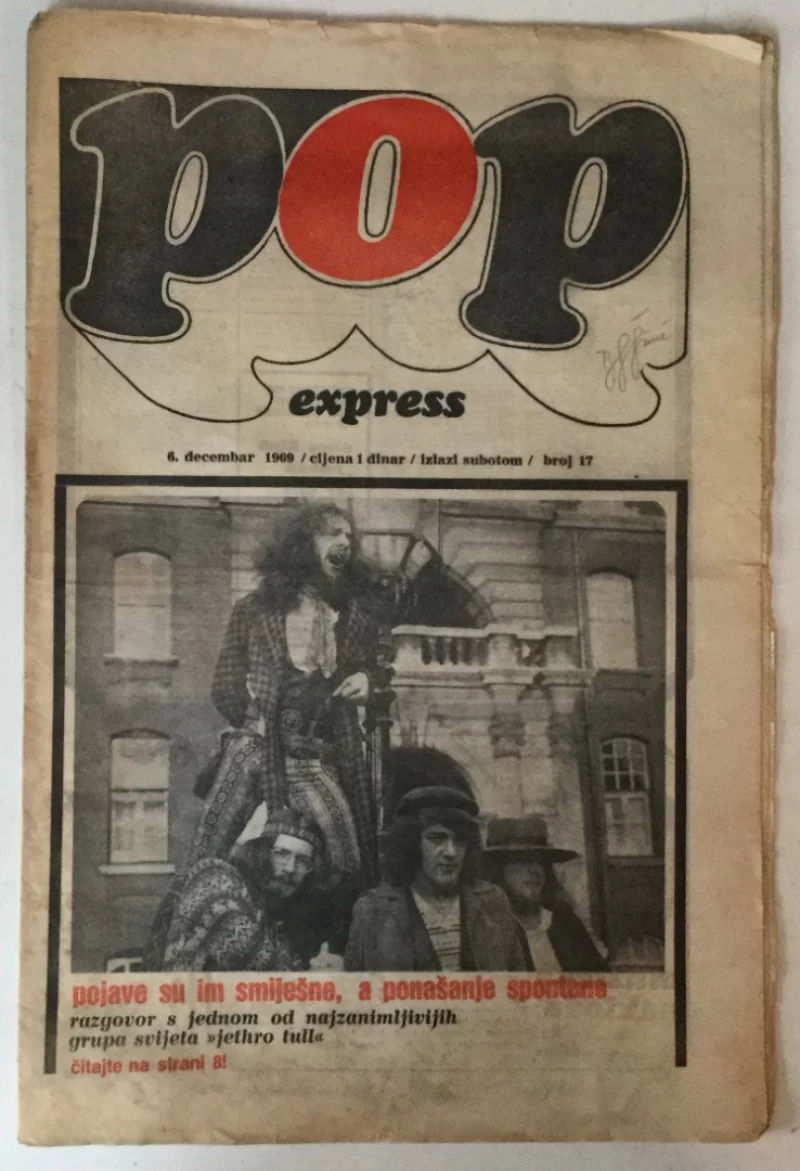 pop
express
6. decembar 1969 / cijena 1 dinar / izlazi subotom / broj 17
pojave su im smiješne, a ponašanje spontano
razgovor s jednom od najzanimljivijih
grupa svijeta »jethro tull«
čitajte na strani 8!